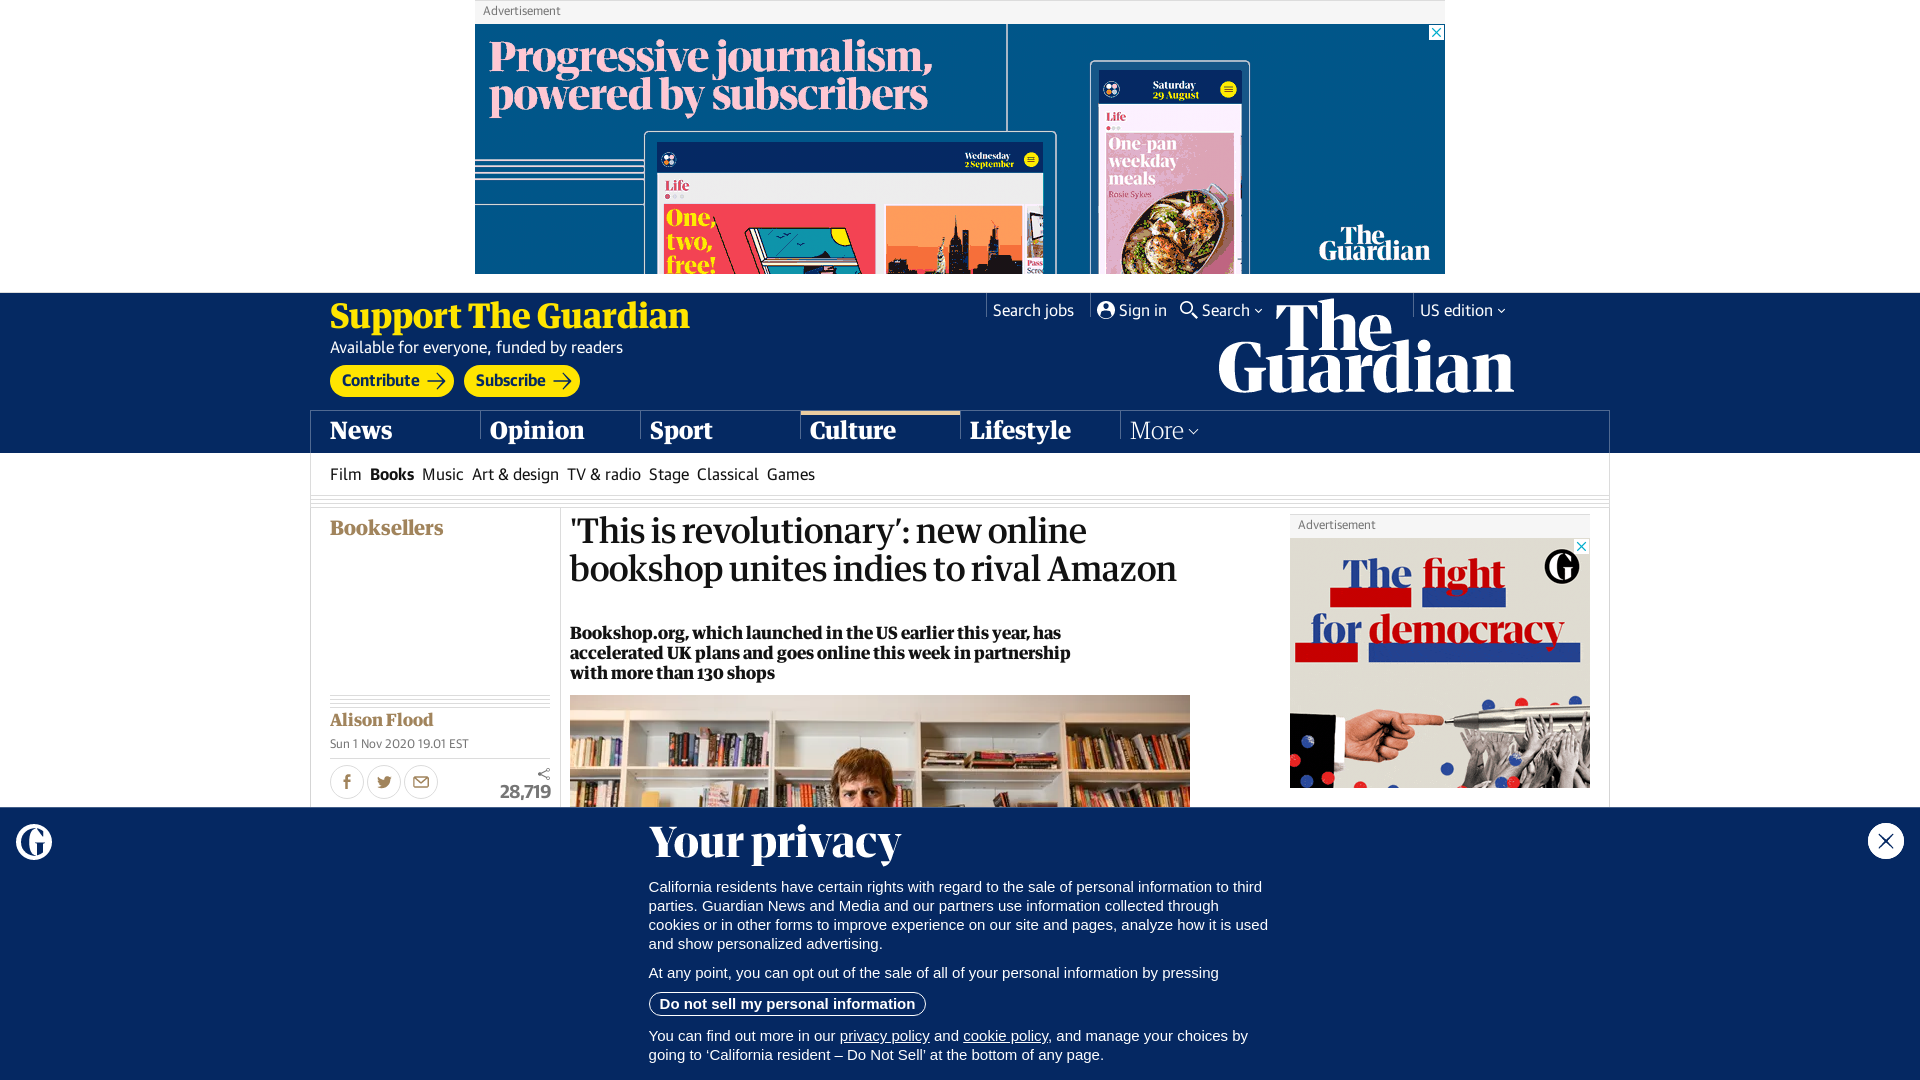 Advertisement
Progressive journalism,
powered by subscribers
Wednesday
2 September
Life
One,
two,
free!
Saturday
29 August
Life
One-pan
weekday
meals
Rosie Sykes
The
Guardian
Support The Guardian
Available for everyone, funded by readers
Contribute
Subscribe
Search jobs
Sign in
Search
US edition
The
Guardian
News
Opinion
Sport
Culture
Lifestyle
More
Film Books Music Art & design TV & radio Stage Classical Games
Booksellers
'This is revolutionary’: new online
bookshop unites indies to rival Amazon
Bookshop.org, which launched in the US earlier this year, has
accelerated UK plans and goes online this week in partnership
with more than 130 shops
Alison Flood
Sun 1 Nov 2020 19.01 EST
28,719
Advertisement
The fight
for democracy
Your privacy
California residents have certain rights with regard to the sale of personal information to third
parties. Guardian News and Media and our partners use information collected through
cookies or in other forms to improve experience on our site and pages, analyze how it is used
and show personalized advertising.
At any point, you can opt out of the sale of all of your personal information by pressing
Do not sell my personal information
You can find out more in our privacy policy and cookie policy, and manage your choices by
going to ‘California resident – Do Not Sell’ at the bottom of any page.